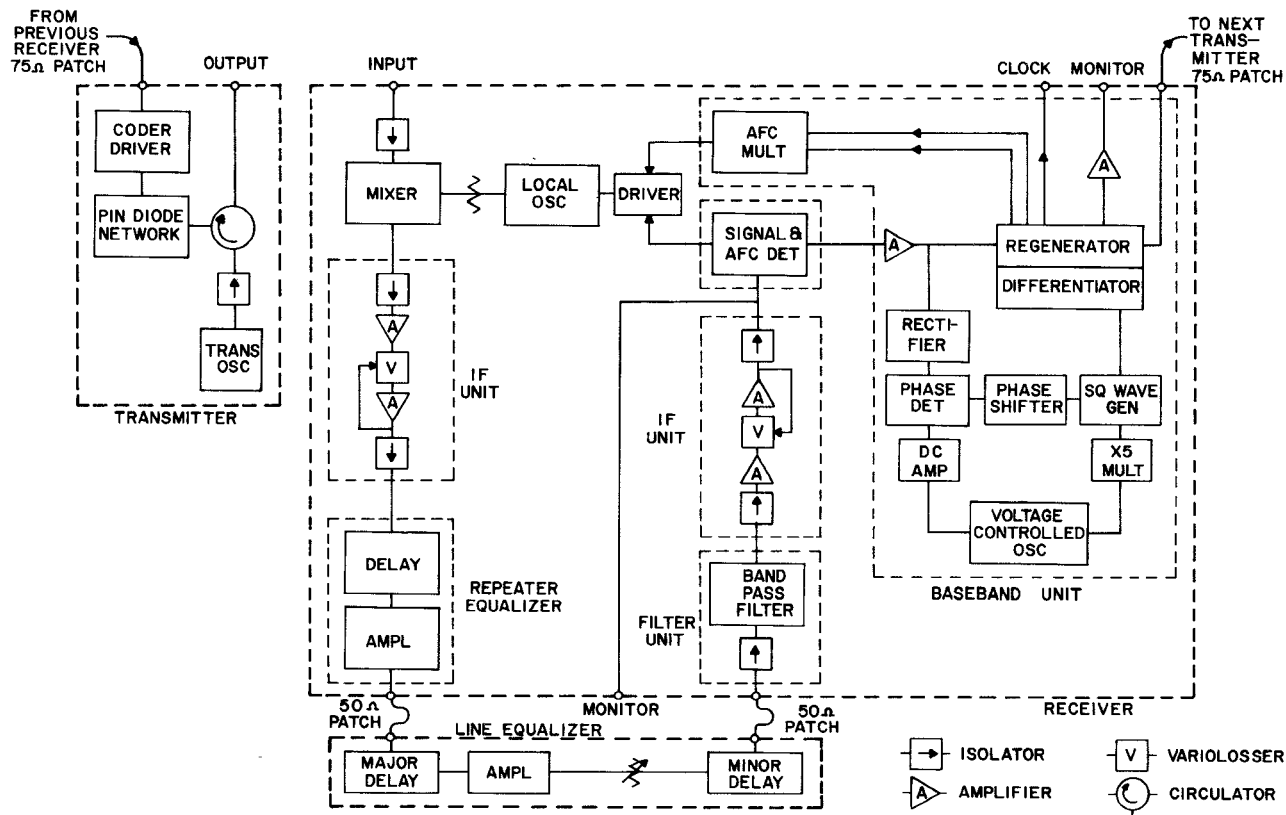 FROM
PREVIOUS
RECEIVER
75Ω PATCH
OUTPUT
CODER
DRIVER
PIN DIODE
NETWORK
TRANS
OSC
TRANSMITTER
INPUT
MIXER
LOCAL
OSC
DRIVER
AFC
MULT
SIGNAL &
AFC DET
CLOCK
MONITOR
TO NEXT
TRANS-
MITTER
75Ω PATCH
A
A
REGENERATOR
DIFFERENTIATOR
RECTI-
FIER
PHASE
DET
PHASE
SHIFTER
SQ WAVE
GEN
DC
AMP
X5
MULT
VOLTAGE
CONTROLLED
OSC
BASEBAND UNIT
A
V
A
IF
UNIT
A
V
A
IF
UNIT
DELAY
AMPL
REPEATER
EQUALIZER
BAND
PASS
FILTER
FILTER
UNIT
50Ω
PATCH
MONITOR
50Ω
PATCH
RECEIVER
LINE EQUALIZER
MAJOR
DELAY
AMPL
MINOR
DELAY
ISOLATOR
V VARIOLOSSER
A AMPLIFIER
CIRCULATOR